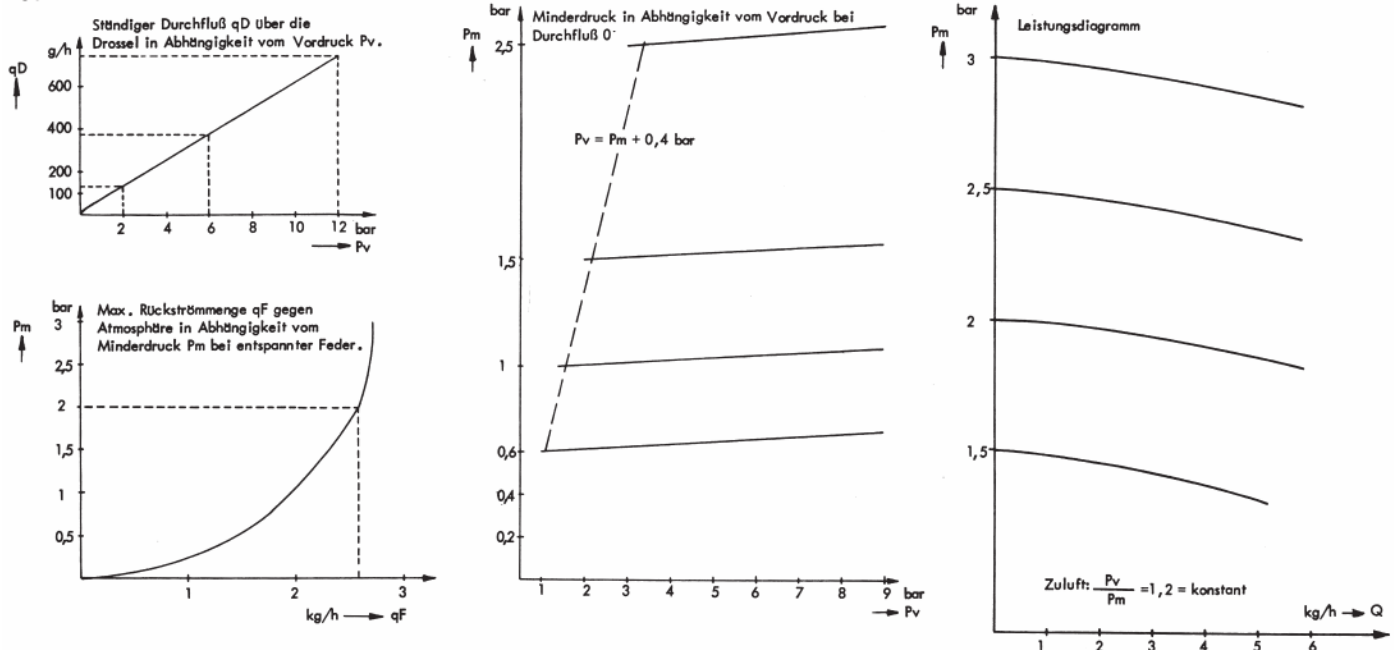 Ständiger Durchfluß qD über die
Drossel in Abhängigkeit vom Vordruck Pv.
g/h
qD
600
400
200
100
2 4 6 8 10 12 bar
Pv
Max. Rückströmmenge qF gegen
Atmosphäre in Abhängigkeit vom
Minderdruck Pm bei entspannter Feder.
bar
Pm
3
2,5
2
1,5
1
0,5
1 2 3
kg/h qF
Minderdruck in Abhängigkeit vom Vordruck bei
Durchfluß 0
bar
Pm
2,5
Pv = Pm + 0,4 bar
1,5
1
0,6
0,4
0,2
1 2 3 4 5 6 7 8 9 bar
Pv
bar
Leistungsdiagramm
Pm
3
2,5
2
1,5
Zuluft: Pv
Pm = 1,2 = konstant
kg/h Q
1 2 3 4 5 6